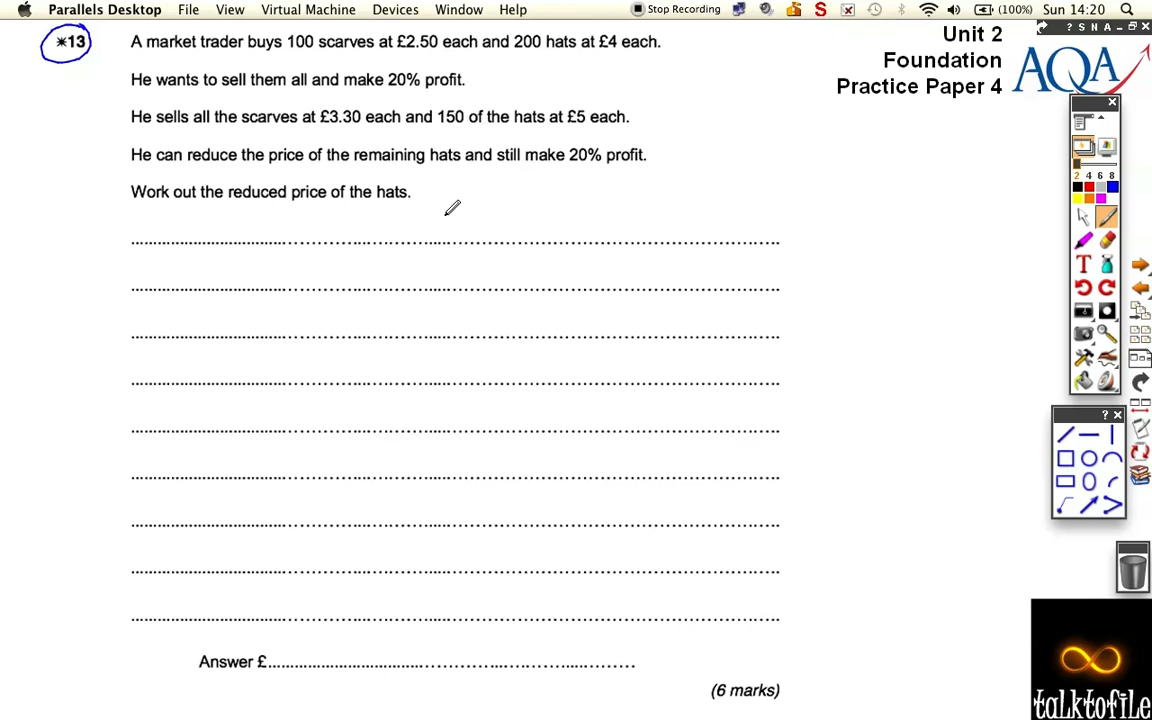 Parallels Desktop File View Virtual Machine Devices Window Help Stop Recording S (100%) Sun 14:20
? S N A
Unit 2
Foundation
Practice Paper 4
AQA
*13 A market trader buys 100 scarves at £2.50 each and 200 hats at £4 each.
He wants to sell them all and make 20% profit.
He sells all the scarves at £3.30 each and 150 of the hats at £5 each.
He can reduce the price of the remaining hats and still make 20% profit.
Work out the reduced price of the hats.
2 4 6 8
T
?
Answer £
(6 marks)
talktofile